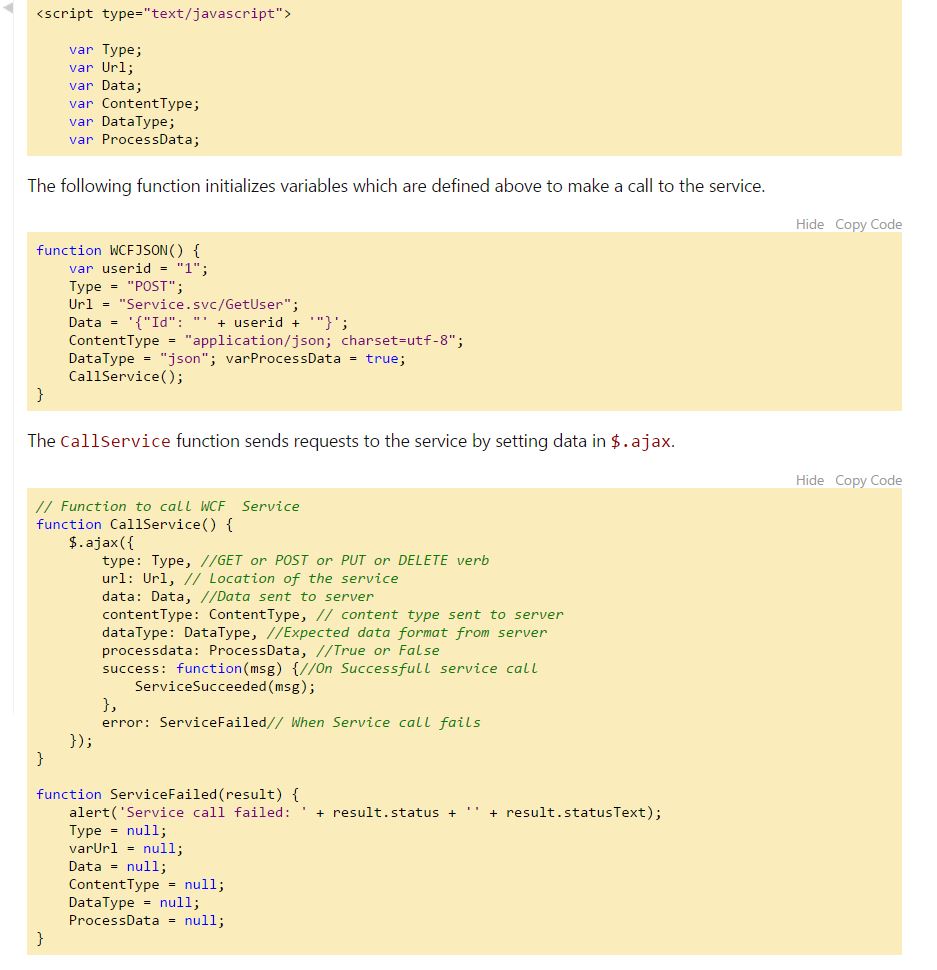 <script type="text/javascript">
var Type;
var Url;
var Data;
var ContentType;
var DataType;
var ProcessData;
The following function initializes variables which are defined above to make a call to the service.
Hide Copy Code
function WCFJSON() {
var userid = "1";
Type = "POST";
Url = "Service.svc/GetUser";
Data = '{"Id": "' + userid + '"}';
ContentType = "application/json; charset=utf-8";
DataType = "json"; varProcessData = true;
CallService();
}
The CallService function sends requests to the service by setting data in $.ajax.
Hide Copy Code
// Function to call WCF  Service
function CallService() {
$.ajax({
type: Type, //GET or POST or PUT or DELETE verb
url: Url, // Location of the service
data: Data, //Data sent to server
contentType: ContentType, // content type sent to server
dataType: DataType, //Expected data format from server
processdata: ProcessData, //True or False
success: function(msg) {//On Successfull service call
ServiceSucceeded(msg);
},
error: ServiceFailed// When Service call fails
});
}
function ServiceFailed(result) {
alert('Service call failed: ' + result.status + '' + result.statusText);
Type = null;
varUrl = null;
Data = null;
ContentType = null;
DataType = null;
ProcessData = null;
}